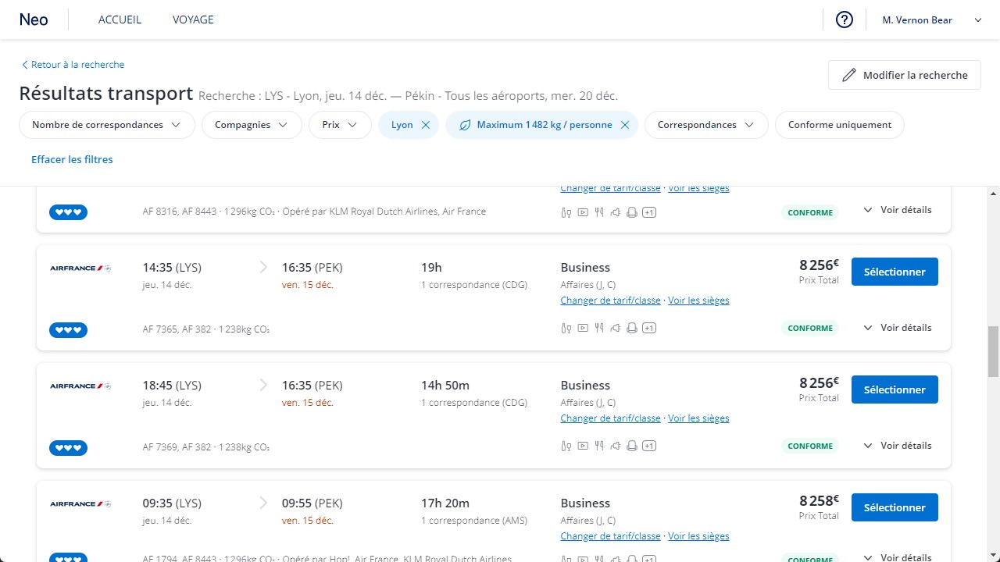 Neo ACCUEIL VOYAGE M. Vernon Bear
Retour à la recherche
Modifier la recherche
Résultats transport Recherche : LYS - Lyon, jeu. 14 déc. — Pékin - Tous les aéroports, mer. 20 déc.
Nombre de correspondances Compagnies Prix Lyon Maximum 1 482 kg / personne Correspondances Conforme uniquement
Effacer les filtres
Changer de tarif/classe · Voir les sièges
AF 8316, AF 8443 · 1 296kg CO₂ · Opéré par KLM Royal Dutch Airlines, Air France +1 CONFORME Voir détails
AIRFRANCE 14:35 (LYS) 16:35 (PEK) 19h Business 8 256€ Sélectionner
jeu. 14 déc. ven. 15 déc. 1 correspondance (CDG) Affaires (J, C) Prix Total
Changer de tarif/classe · Voir les sièges
AF 7365, AF 382 · 1 238kg CO₂ +1 CONFORME Voir détails
AIRFRANCE 18:45 (LYS) 16:35 (PEK) 14h 50m Business 8 256€ Sélectionner
jeu. 14 déc. ven. 15 déc. 1 correspondance (CDG) Affaires (J, C) Prix Total
Changer de tarif/classe · Voir les sièges
AF 7369, AF 382 · 1 238kg CO₂ +1 CONFORME Voir détails
AIRFRANCE 09:35 (LYS) 09:55 (PEK) 17h 20m Business 8 258€ Sélectionner
jeu. 14 déc. ven. 15 déc. 1 correspondance (AMS) Affaires (J, C) Prix Total
Changer de tarif/classe · Voir les sièges
AF 1794, AF 8443 · 1 296kg CO₂ · Opéré par Hop!, Air France, KLM Royal Dutch Airlines +1 CONFORME Voir détails